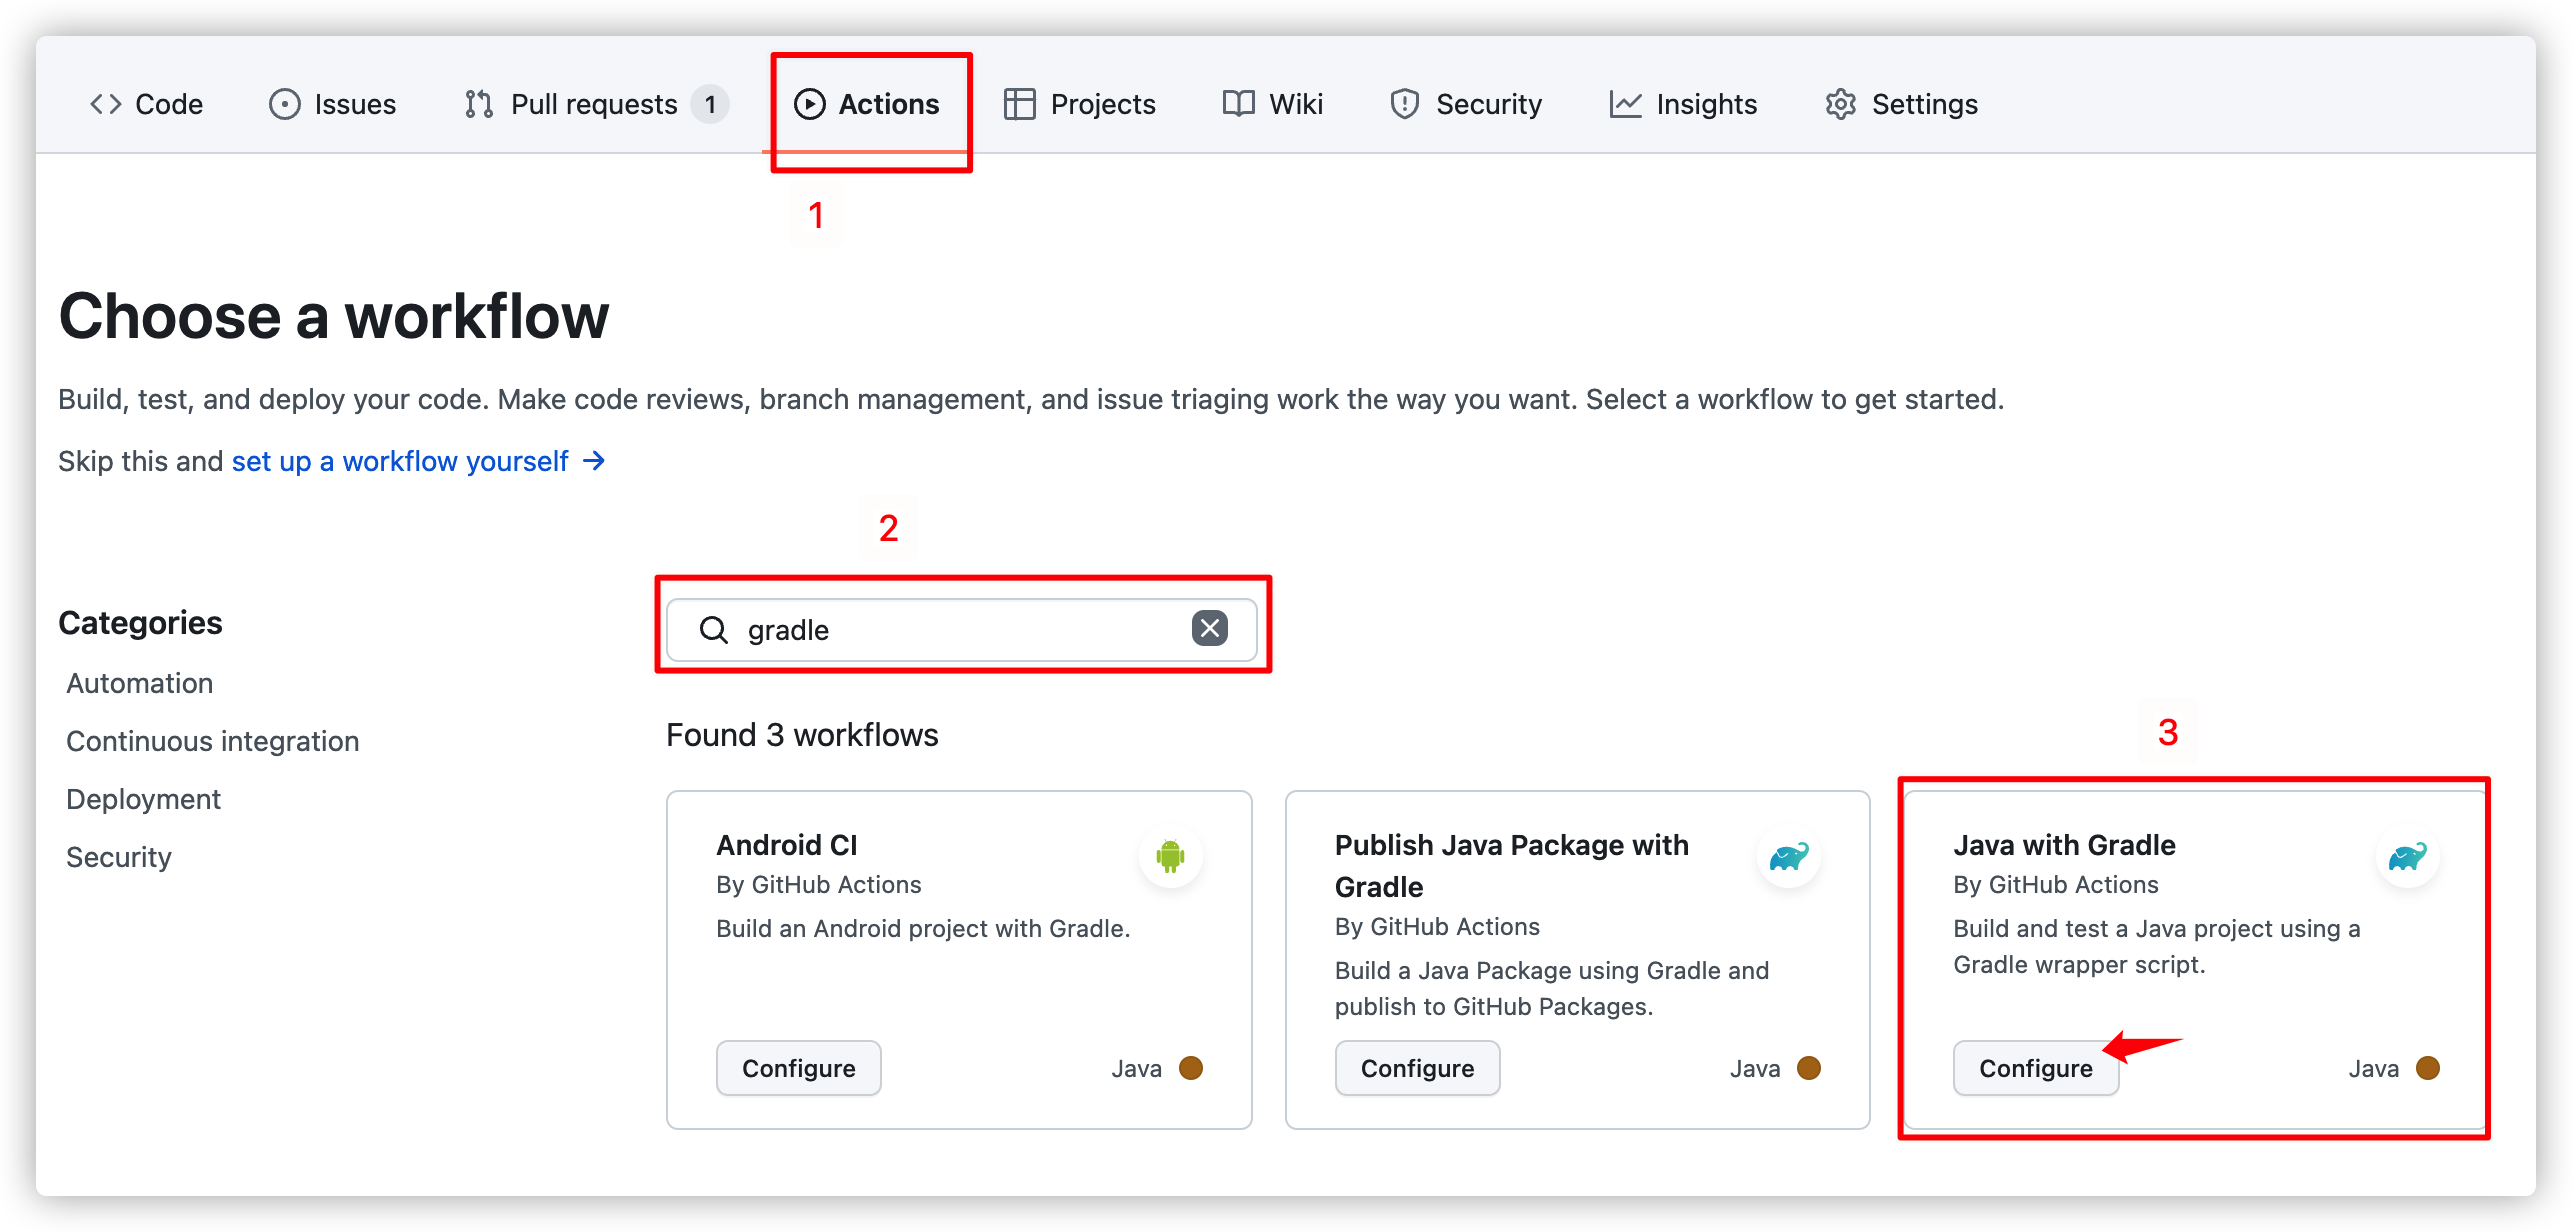 Code Issues Pull requests 1 Actions Projects Wiki Security Insights Settings
1
Choose a workflow
Build, test, and deploy your code. Make code reviews, branch management, and issue triaging work the way you want. Select a workflow to get started.
Skip this and set up a workflow yourself →
2
Categories
Automation
Continuous integration
Deployment
Security
gradle
Found 3 workflows
3
Android CI
By GitHub Actions
Build an Android project with Gradle.
Configure Java
Publish Java Package with
Gradle
By GitHub Actions
Build a Java Package using Gradle and
publish to GitHub Packages.
Configure Java
Java with Gradle
By GitHub Actions
Build and test a Java project using a
Gradle wrapper script.
Configure Java